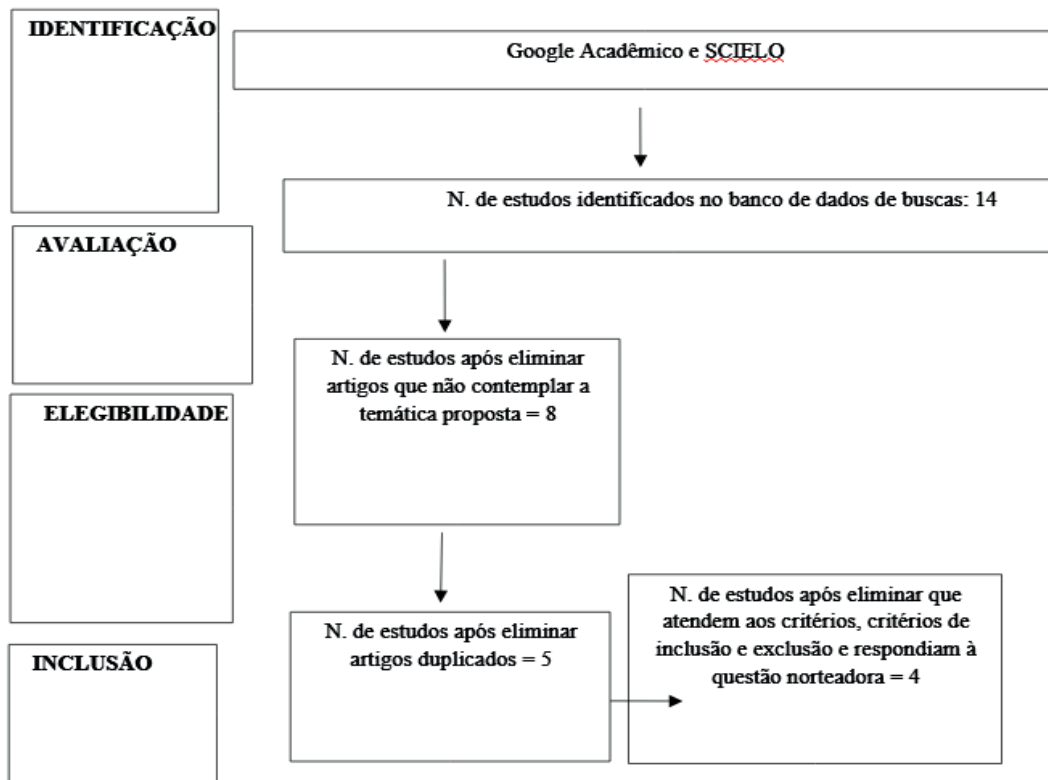 IDENTIFICAÇÃO
Google Acadêmico e SCIELO
N. de estudos identificados no banco de dados de buscas: 14
AVALIAÇÃO
N. de estudos após eliminar
artigos que não contemplar a
temática proposta = 8
ELEGIBILIDADE
N. de estudos após eliminar
artigos duplicados = 5
N. de estudos após eliminar que
atendem aos critérios, critérios de
inclusão e exclusão e respondiam à
questão norteadora = 4
INCLUSÃO